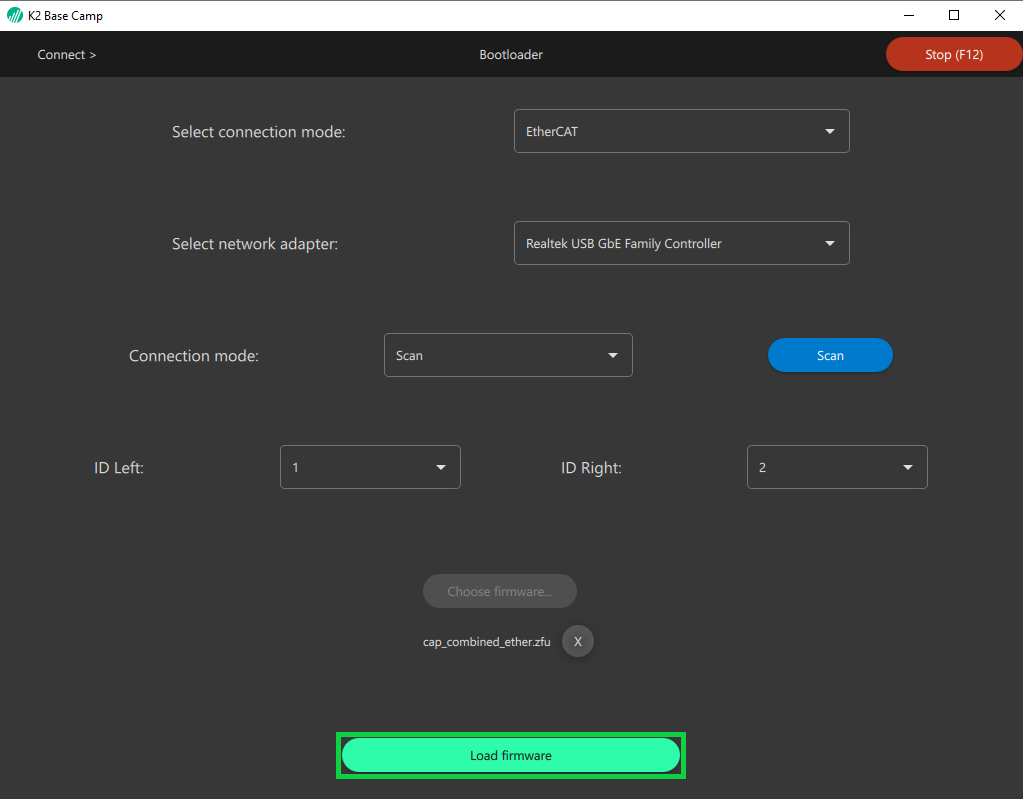 K2 Base Camp
Connect > Bootloader Stop (F12)
Select connection mode: EtherCAT
Select network adapter: Realtek USB GbE Family Controller
Connection mode: Scan Scan
ID Left: 1 ID Right: 2
Choose firmware...
cap_combined_ether.zfu X
Load firmware